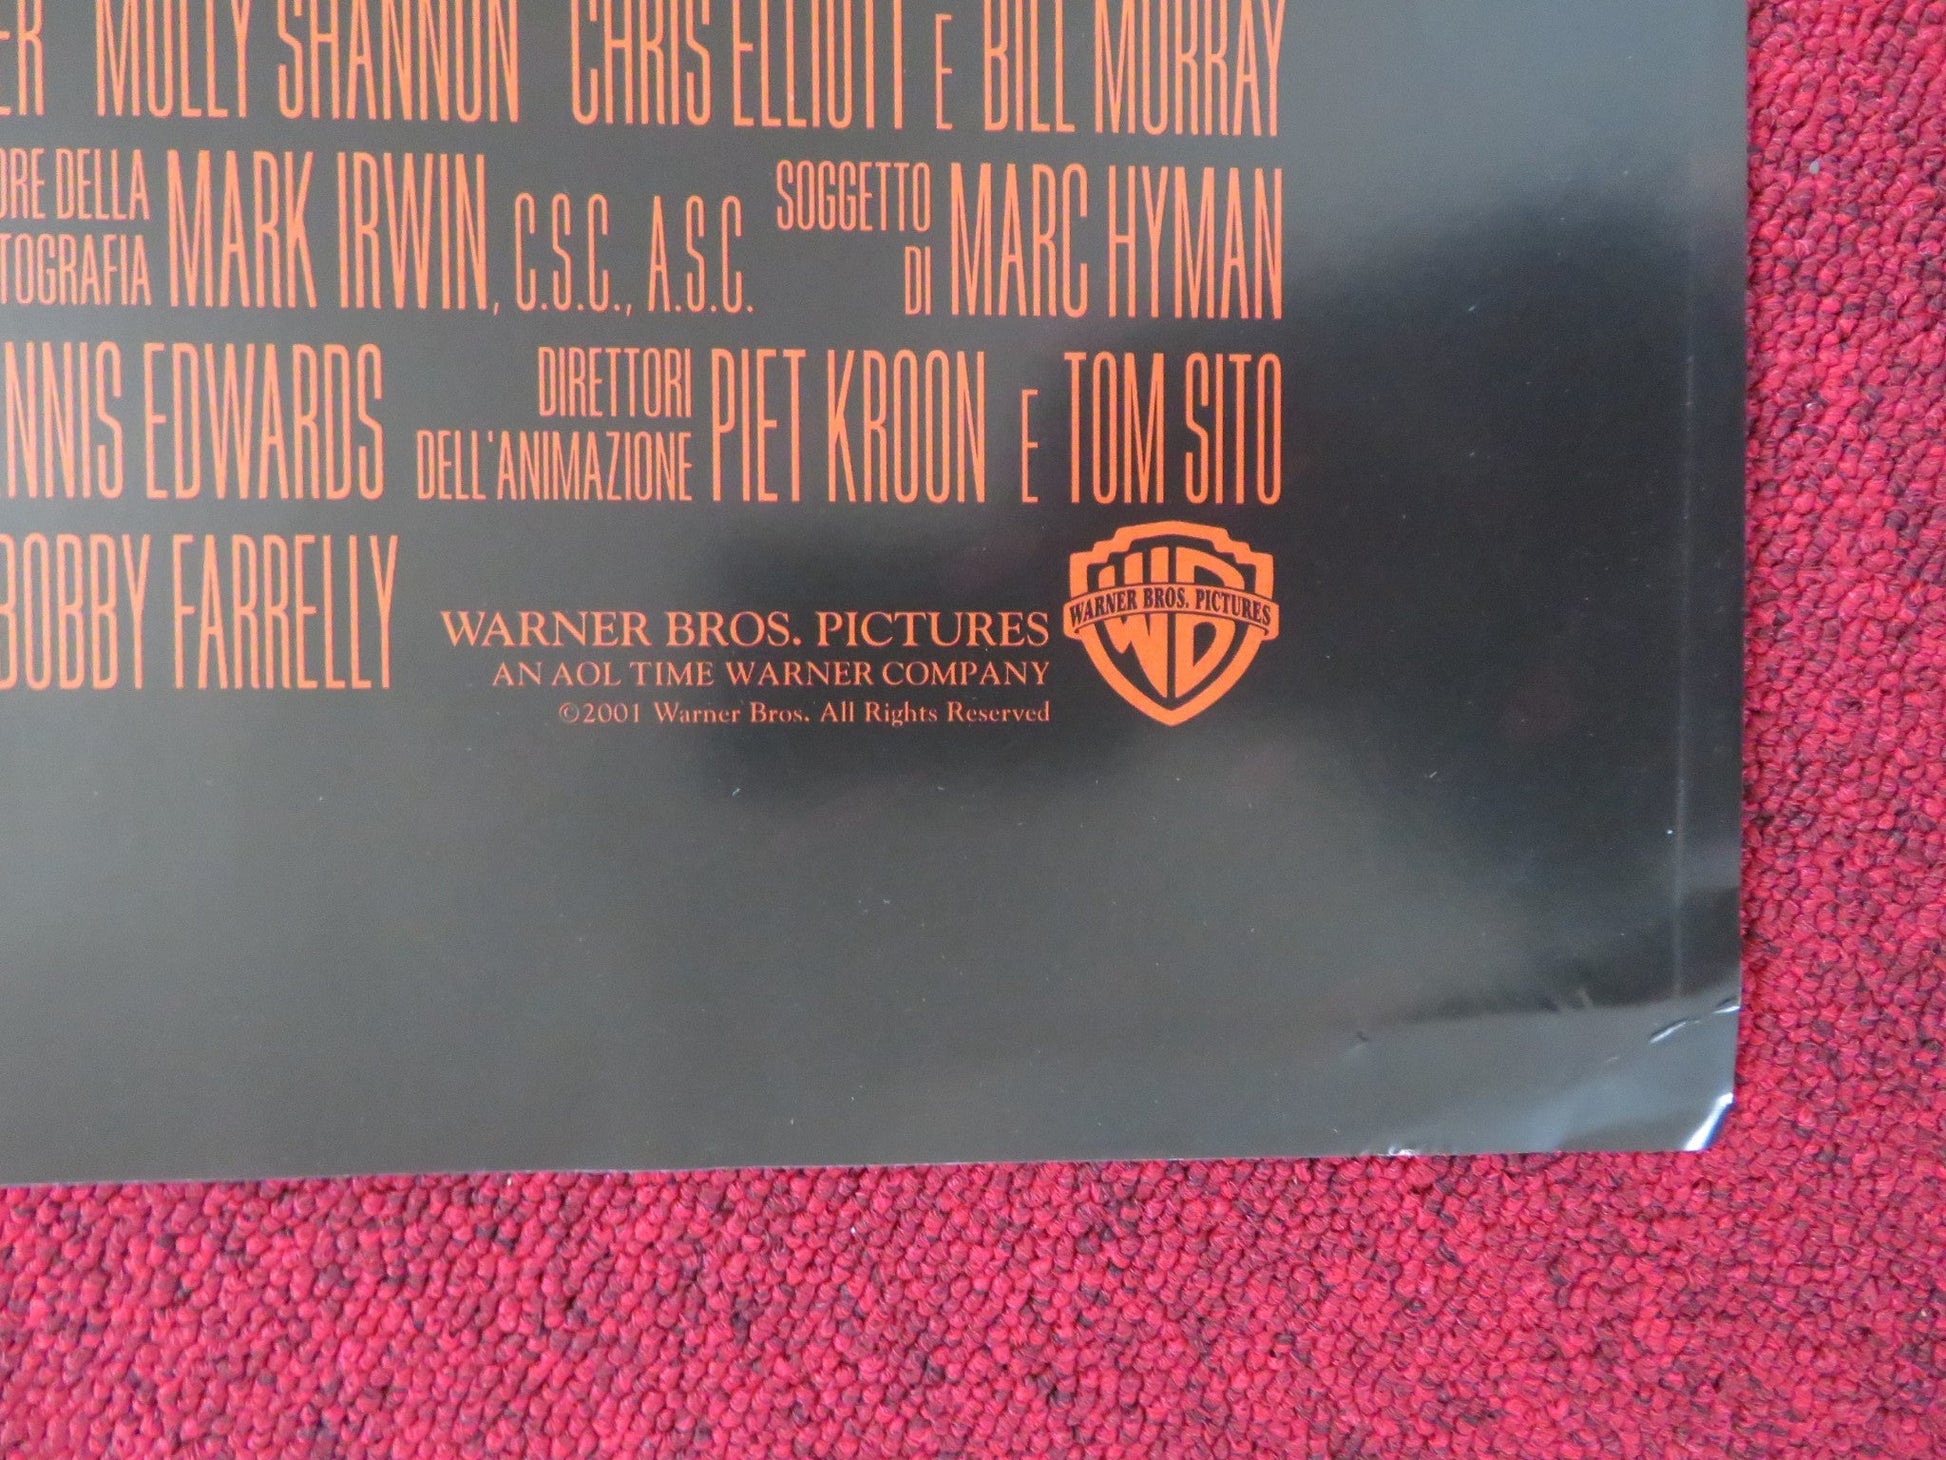 MOLLY SHANNON CHRIS ELLIOTT E BILL MURRAY
DELLA MARK IRWIN, C.S.C., A.S.C. SOGGETTO DI MARC HYMAN
EDWARDS DIRETTORI DELL'ANIMAZIONE PIET KROON E TOM SITO
BOBBY FARRELLY
WARNER BROS. PICTURES
AN AOL TIME WARNER COMPANY
©2001 Warner Bros. All Rights Reserved
WB
WARNER BROS. PICTURES